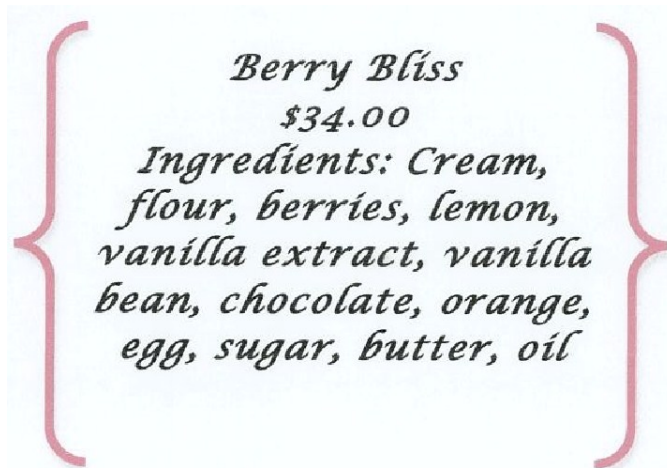 Berry Bliss
$34.00
Ingredients: Cream,
flour, berries, lemon,
vanilla extract, vanilla
bean, chocolate, orange,
egg, sugar, butter, oil